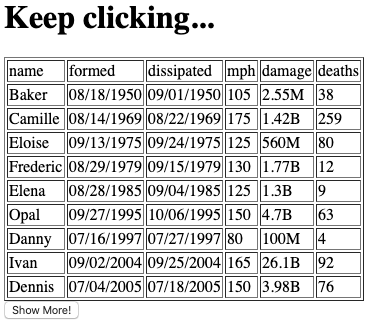 Keep clicking...
name formed dissipated mph damage deaths
Baker 08/18/1950 09/01/1950 105 2.55M 38
Camille 08/14/1969 08/22/1969 175 1.42B 259
Eloise 09/13/1975 09/24/1975 125 560M 80
Frederic 08/29/1979 09/15/1979 130 1.77B 12
Elena 08/28/1985 09/04/1985 125 1.3B 9
Opal 09/27/1995 10/06/1995 150 4.7B 63
Danny 07/16/1997 07/27/1997 80 100M 4
Ivan 09/02/2004 09/25/2004 165 26.1B 92
Dennis 07/04/2005 07/18/2005 150 3.98B 76
Show More!